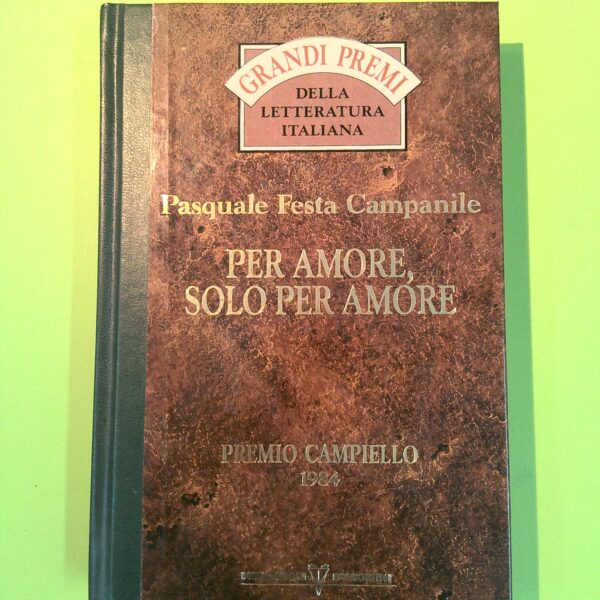 GRANDI PREMI
DELLA
LETTERATURA
ITALIANA
Pasquale Festa Campanile
PER AMORE,
SOLO PER AMORE
PREMIO CAMPIELLO
1984